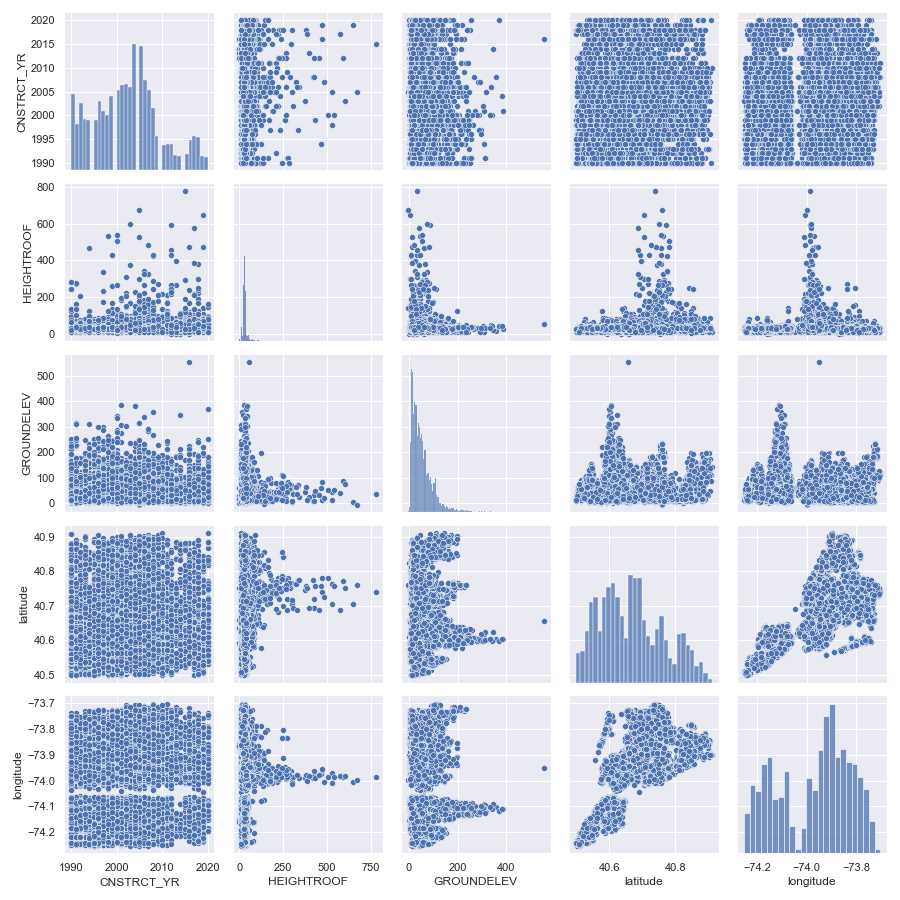 2020
2015
2010
2005
2000
1995
1990
CNSTRCT_YR
800
600
400
200
0
HEIGHTROOF
500
400
300
200
100
0
GROUNDELEV
40.9
40.8
40.7
40.6
40.5
latitude
−73.7
−73.8
−73.9
−74.0
−74.1
−74.2
longitude
1990 2000 2010 2020
CNSTRCT_YR
0 250 500 750
HEIGHTROOF
0 200 400
GROUNDELEV
40.6 40.8
latitude
−74.2 −74.0 −73.8
longitude